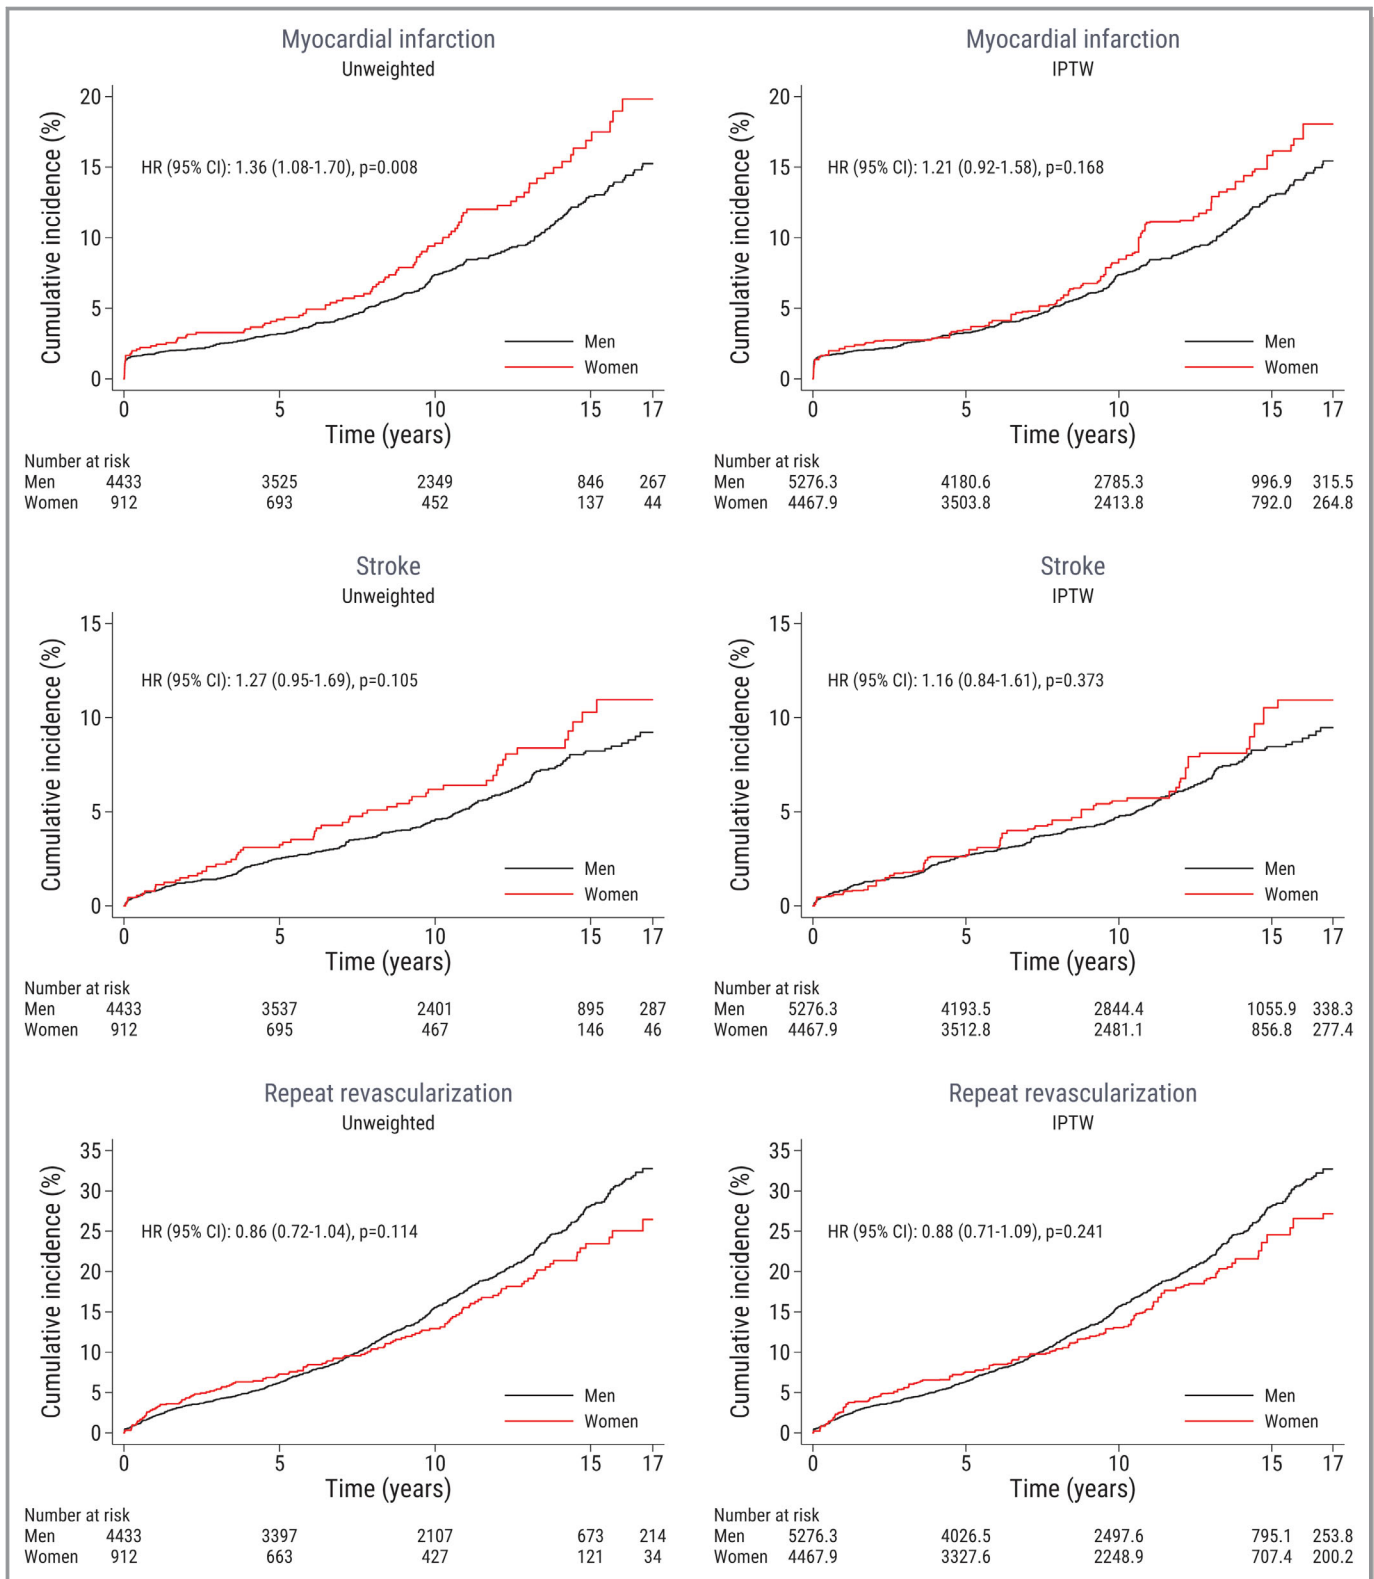 Myocardial infarction
Unweighted
Cumulative incidence (%)
20
15
10
5
0
HR (95% CI): 1.36 (1.08-1.70), p=0.008
Men
Women
0 5 10 15 17
Time (years)
Number at risk
Men 4433 3525 2349 846 267
Women 912 693 452 137 44
Myocardial infarction
IPTW
Cumulative incidence (%)
20
15
10
5
0
HR (95% CI): 1.21 (0.92-1.58), p=0.168
Men
Women
0 5 10 15 17
Time (years)
Number at risk
Men 5276.3 4180.6 2785.3 996.9 315.5
Women 4467.9 3503.8 2413.8 792.0 264.8
Stroke
Unweighted
Cumulative incidence (%)
15
10
5
0
HR (95% CI): 1.27 (0.95-1.69), p=0.105
Men
Women
0 5 10 15 17
Time (years)
Number at risk
Men 4433 3537 2401 895 287
Women 912 695 467 146 46
Stroke
IPTW
Cumulative incidence (%)
15
10
5
0
HR (95% CI): 1.16 (0.84-1.61), p=0.373
Men
Women
0 5 10 15 17
Time (years)
Number at risk
Men 5276.3 4193.5 2844.4 1055.9 338.3
Women 4467.9 3512.8 2481.1 856.8 277.4
Repeat revascularization
Unweighted
Cumulative incidence (%)
35
30
25
20
15
10
5
0
HR (95% CI): 0.86 (0.72-1.04), p=0.114
Men
Women
0 5 10 15 17
Time (years)
Number at risk
Men 4433 3397 2107 673 214
Women 912 663 427 121 34
Repeat revascularization
IPTW
Cumulative incidence (%)
35
30
25
20
15
10
5
0
HR (95% CI): 0.88 (0.71-1.09), p=0.241
Men
Women
0 5 10 15 17
Time (years)
Number at risk
Men 5276.3 4026.5 2497.6 795.1 253.8
Women 4467.9 3327.6 2248.9 707.4 200.2